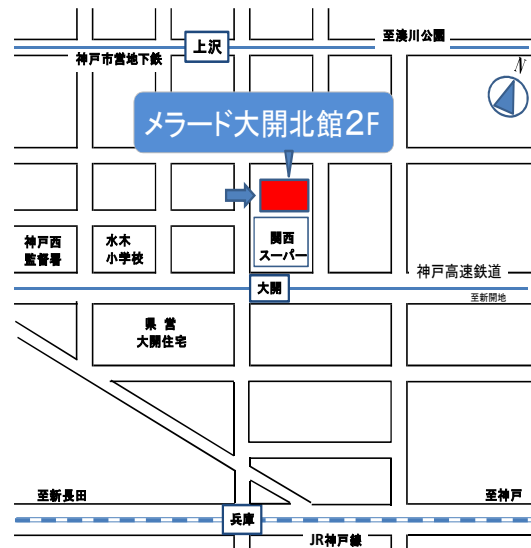 至湊川公園
上沢
神戸市営地下鉄
N
メラード大開北館2F
関西
スーパー
神戸西
監督署
水木
小学校
神戸高速鉄道
大開
至新開地
県 営
大開住宅
至新長田
至神戸
兵庫
JR神戸線